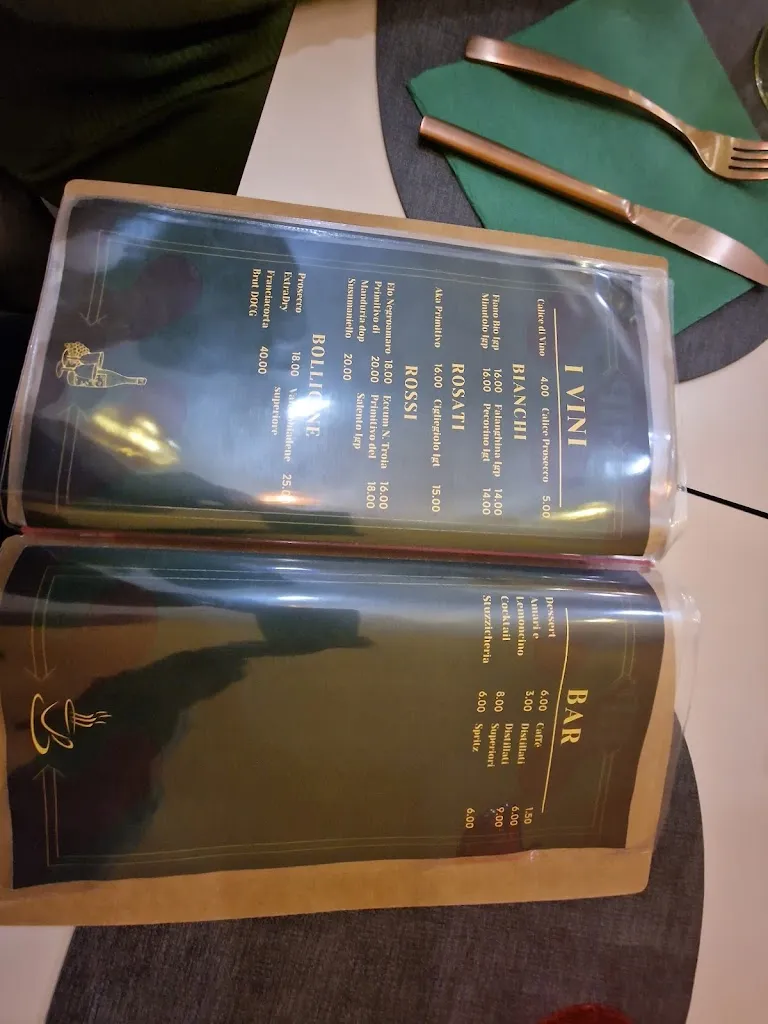 I VINI
Calice di Vino 4.00 Calice Prosecco 5.00
BIANCHI
Fiano Bio Igp 16.00 Falanghina Igp 14.00
Minutolo Igp 16.00 Pecorino Igt 14.00
ROSATI
Aka Primitivo 16.00 Ciglegiolo Igt 15.00
ROSSI
Elo Negroamaro 18.00 Eccum N. Troia 16.00
Primitivo di 20.00 Primitivo del 18.00
Manduria dop Salento Igp
Susumaniello 20.00
BOLLICINE
Prosecco 18.00 Valdobbiadene 25.0
ExtraDry superiore
Franciacorta 40.00
Brut DOCG
BAR
Dessert 6.00 Caffè 1.50
Amari e 3.00 Distillati 6.00
Lemoncino Distillati 9.00
Cocktail 8.00 Superiori
Stuzzicheria 6.00 Spritz 6.00